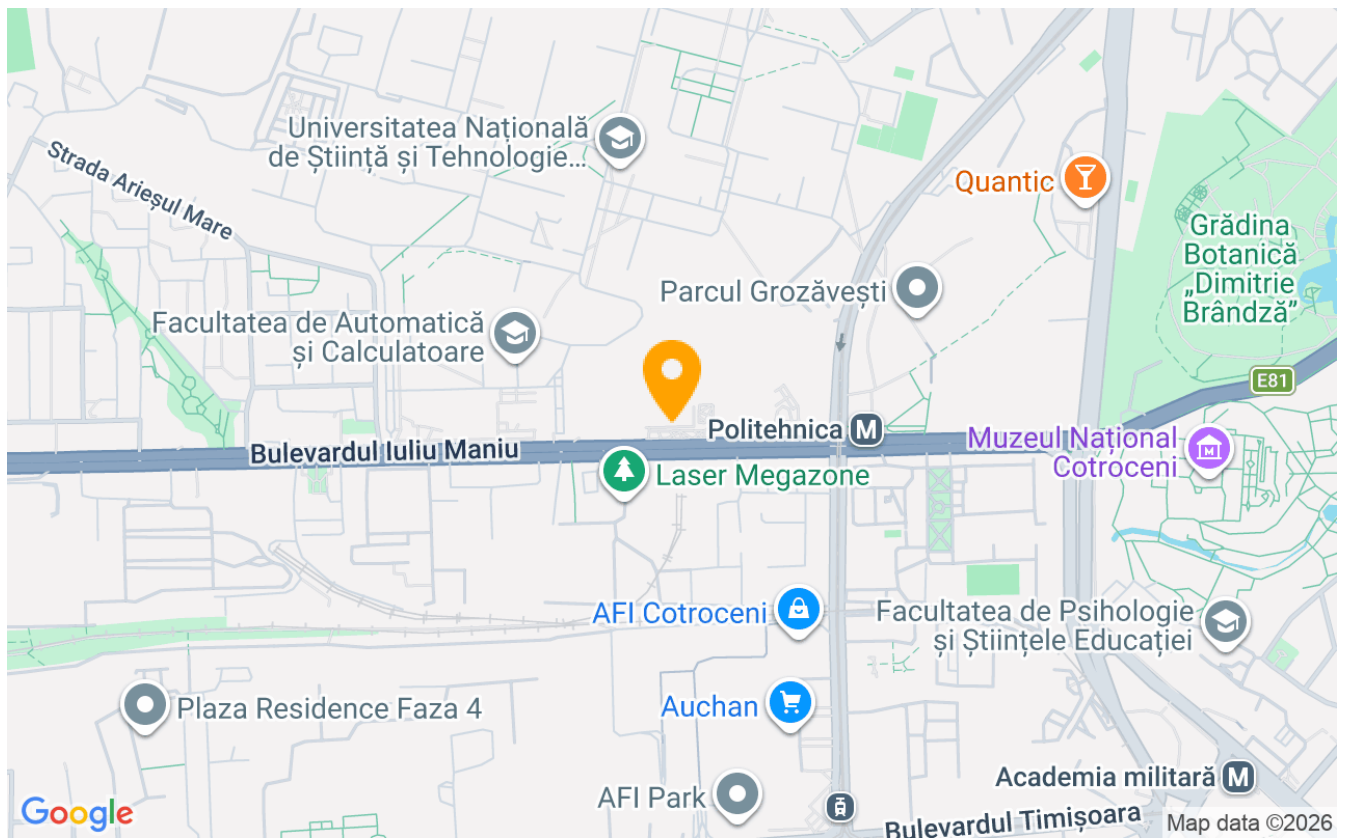 Universitatea Națională
de Știință și Tehnologie...
Strada Arieșul Mare
Quantic
Grădina
Botanică
„Dimitrie
Brândză”
Parcul Grozăvești
Facultatea de Automatică
și Calculatoare
E81
Politehnica M
Bulevardul Iuliu Maniu
Muzeul Național
Cotroceni
M
Laser Megazone
AFI Cotroceni
Facultatea de Psihologie
și Științele Educației
Auchan
Plaza Residence Faza 4
Academia militară M
AFI Park
Bulevardul Timișoara
Google
Map data ©2026